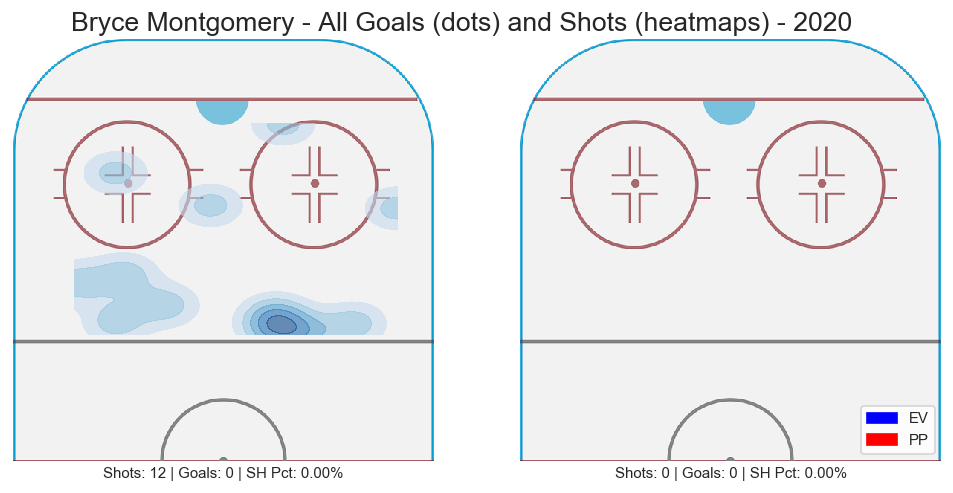 Bryce Montgomery - All Goals (dots) and Shots (heatmaps) - 2020
EV
PP
Shots: 12 | Goals: 0 | SH Pct: 0.00%
Shots: 0 | Goals: 0 | SH Pct: 0.00%